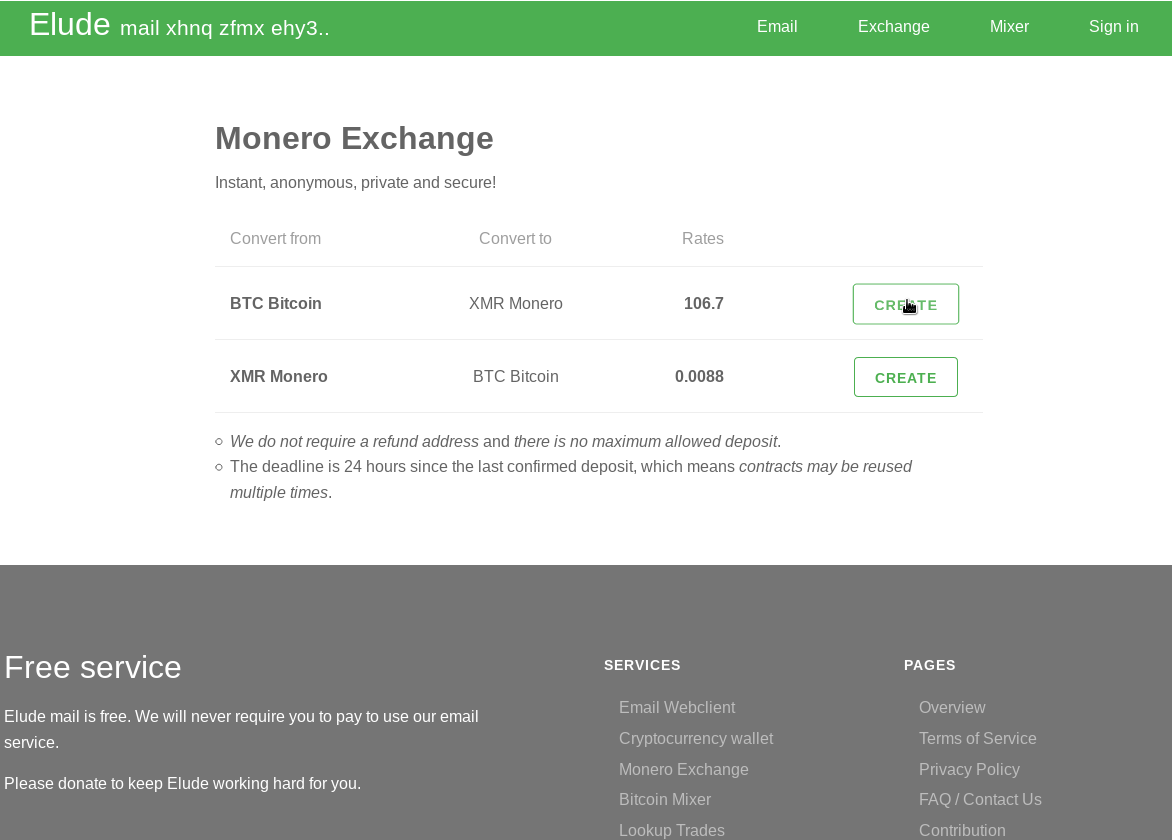 Elude mail xhnq zfmx ehy3.. Email Exchange Mixer Sign in
Monero Exchange
Instant, anonymous, private and secure!
Convert from Convert to Rates
BTC Bitcoin XMR Monero 106.7 CREATE
XMR Monero BTC Bitcoin 0.0088 CREATE
We do not require a refund address and there is no maximum allowed deposit.
The deadline is 24 hours since the last confirmed deposit, which means contracts may be reused
multiple times.
Free service
Elude mail is free. We will never require you to pay to use our email
service.
Please donate to keep Elude working hard for you.
SERVICES
Email Webclient
Cryptocurrency wallet
Monero Exchange
Bitcoin Mixer
Lookup Trades
PAGES
Overview
Terms of Service
Privacy Policy
FAQ / Contact Us
Contribution